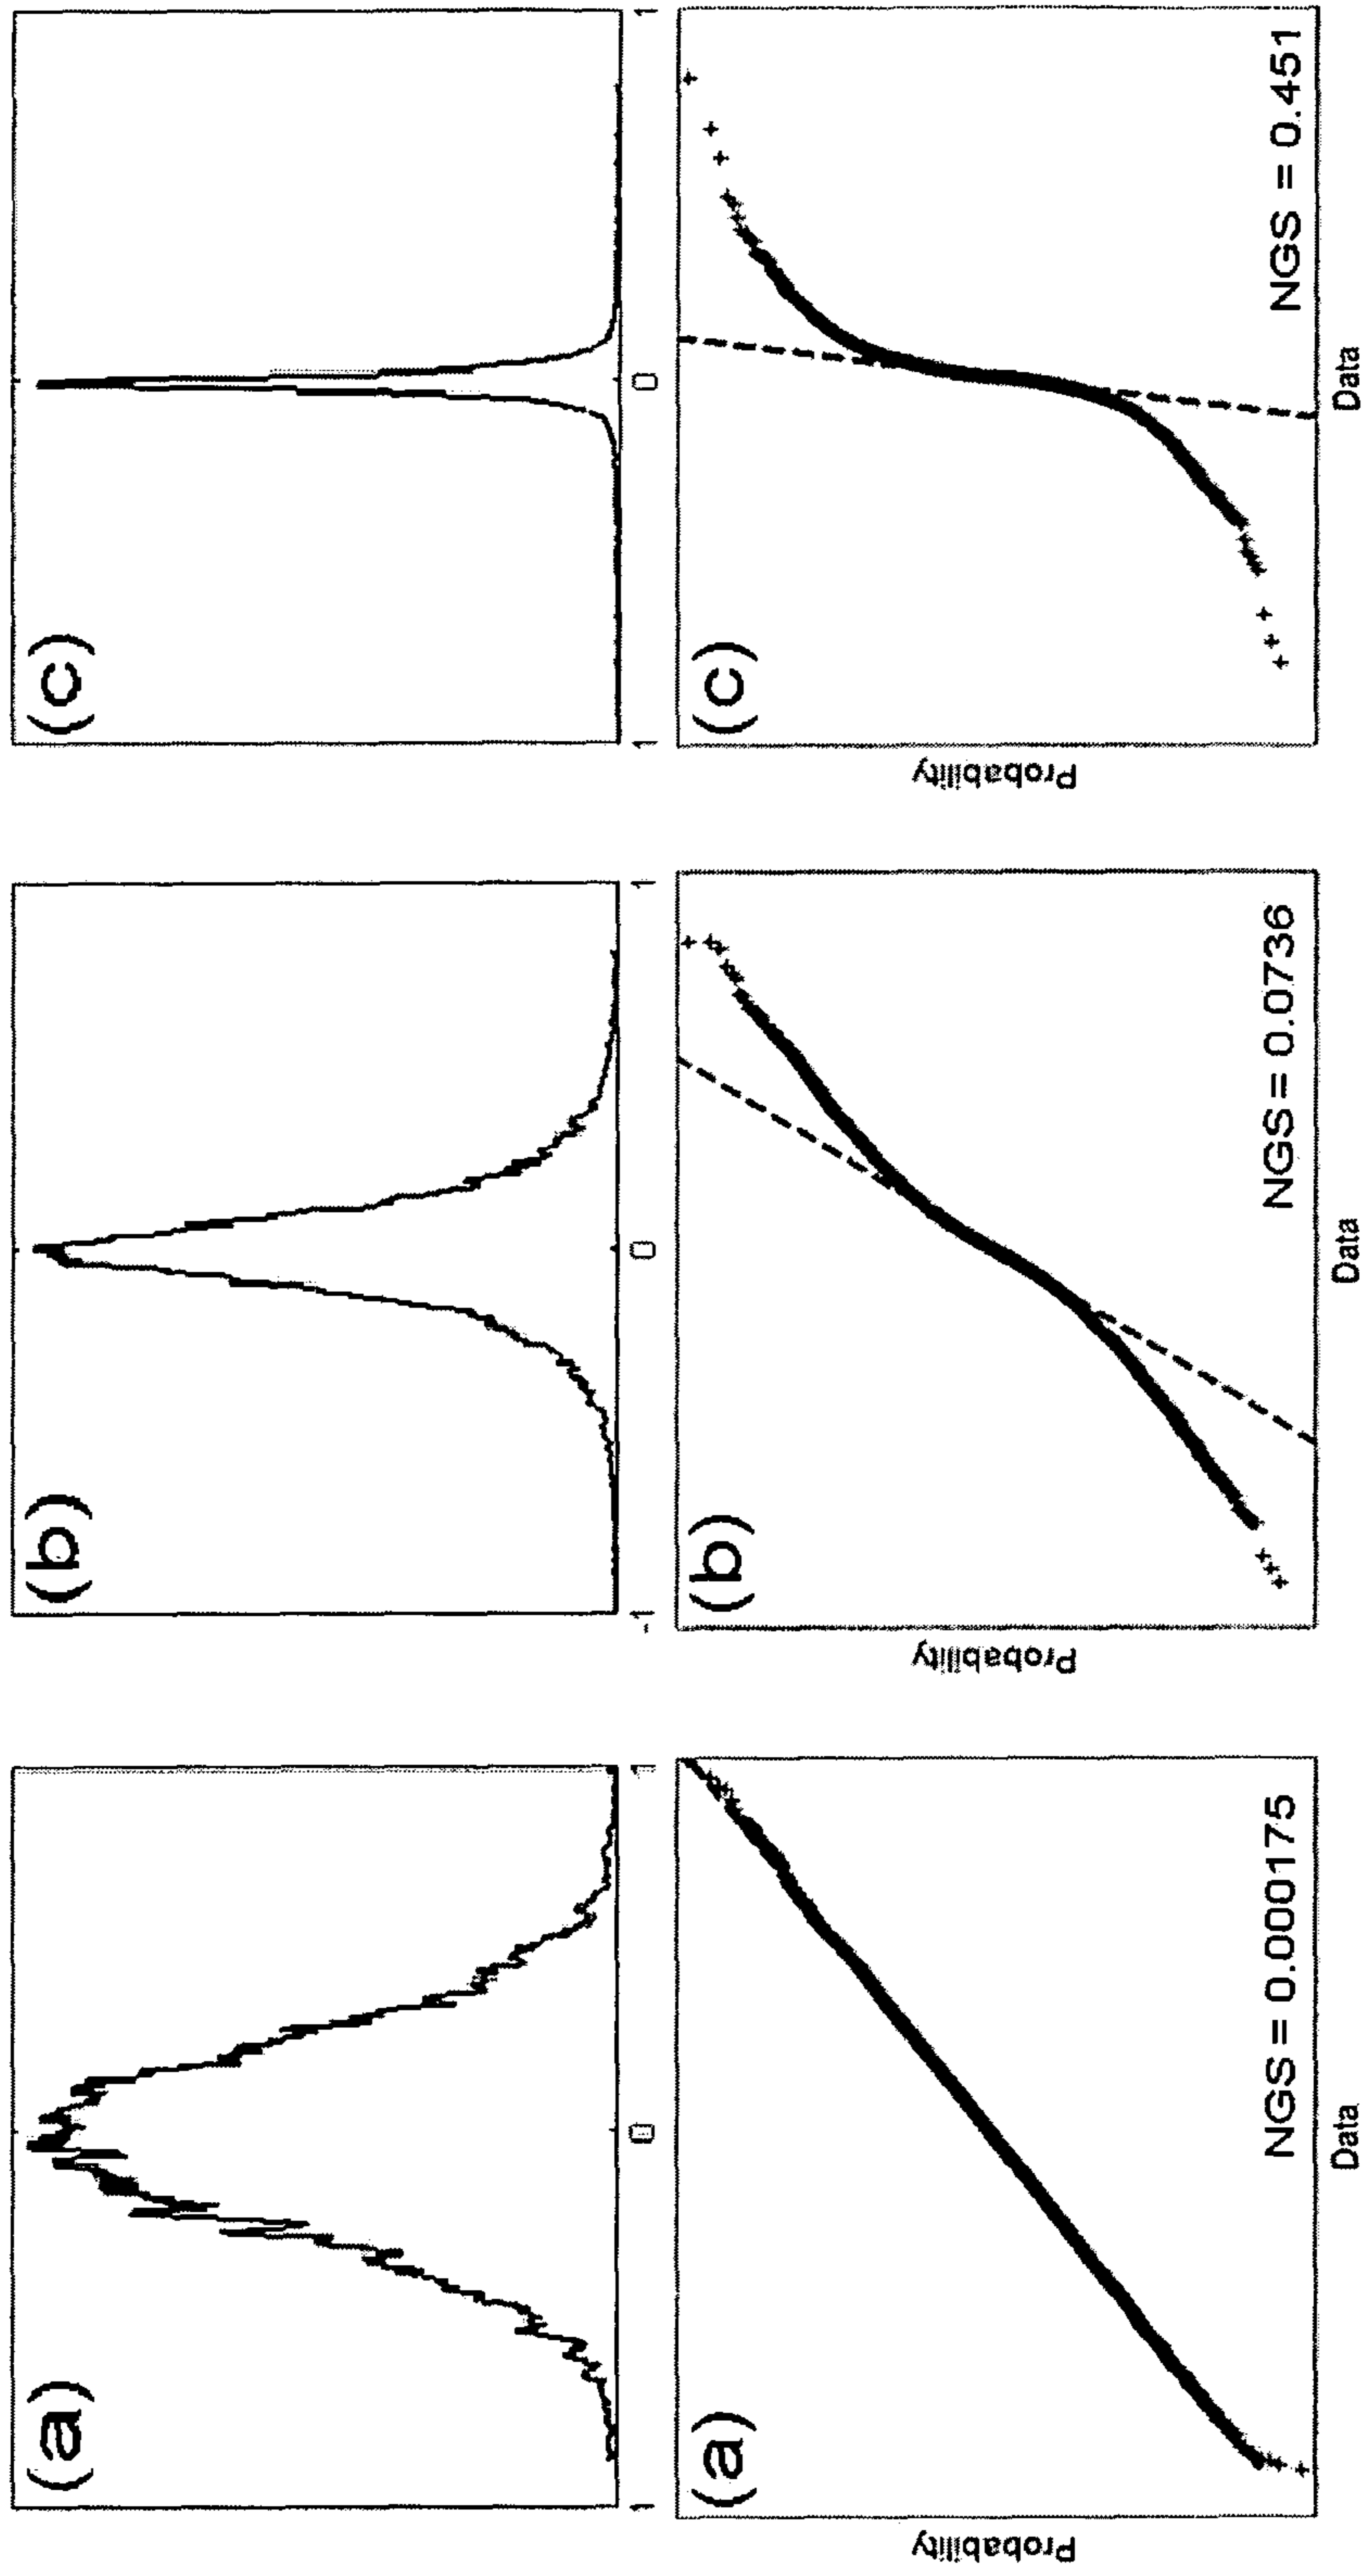 (a)
1
0
1
(b)
-1
0
1
(c)
1
0
1
(a)
Probability
NGS = 0.000175
Data
(b)
Probability
NGS = 0.0736
Data
(c)
Probability
NGS = 0.451
Data